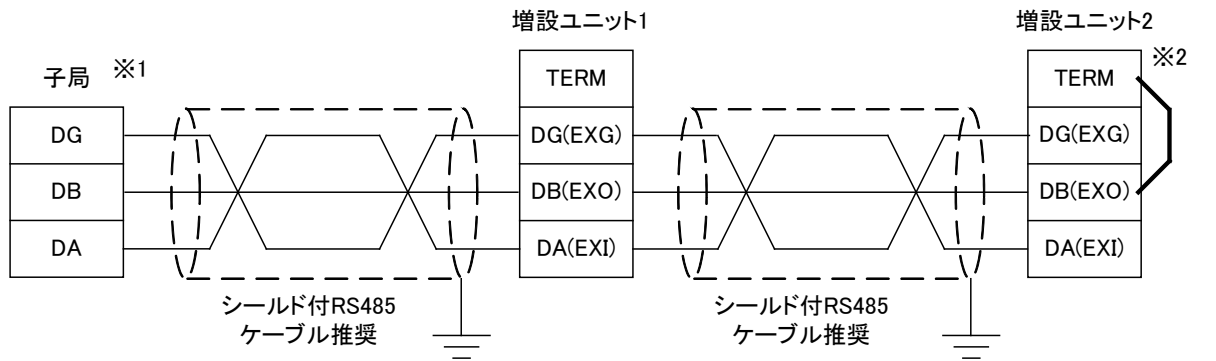 増設ユニット1
増設ユニット2
子局 ※1
※2
TERM
TERM
DG
DG(EXG)
DG(EXG)
DB
DB(EXO)
DB(EXO)
DA
DA(EXI)
DA(EXI)
シールド付RS485
ケーブル推奨
シールド付RS485
ケーブル推奨